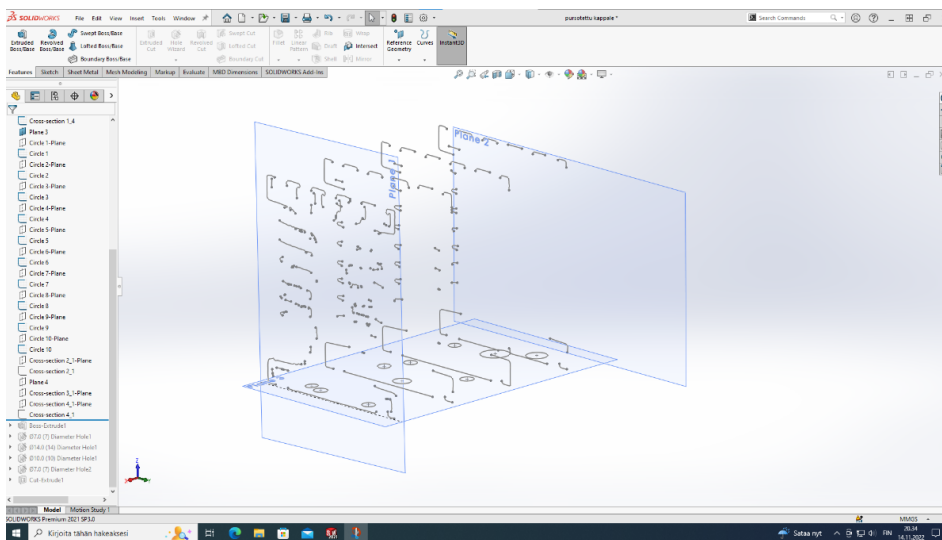 SOLIDWORKS File Edit View Insert Tools Window
pursotettu kappale *
Search Commands
Extruded Boss/Base
Revolved Boss/Base
Swept Boss/Base
Lofted Boss/Base
Boundary Boss/Base
Extruded Cut
Hole Wizard
Revolved Cut
Swept Cut
Lofted Cut
Boundary Cut
Fillet
Linear Pattern
Rib
Draft
Shell
Wrap
Intersect
Mirror
Reference Geometry
Curves
Instant3D
Features Sketch Sheet Metal Mesh Modeling Markup Evaluate MBD Dimensions SOLIDWORKS Add-Ins
Cross-section 1_4
Plane 3
Circle 1-Plane
Circle 1
Circle 2-Plane
Circle 2
Circle 3-Plane
Circle 3
Circle 4-Plane
Circle 4
Circle 5-Plane
Circle 5
Circle 6-Plane
Circle 6
Circle 7-Plane
Circle 7
Circle 8-Plane
Circle 8
Circle 9-Plane
Circle 9
Circle 10-Plane
Circle 10
Cross-section 2_1-Plane
Cross-section 2_1
Plane 4
Cross-section 3_1-Plane
Cross-section 4_1-Plane
Cross-section 4_1
Boss-Extrude1
Ø7.0 (7) Diameter Hole1
Ø14.0 (14) Diameter Hole1
Ø10.0 (10) Diameter Hole1
Ø7.0 (7) Diameter Hole2
Cut-Extrude1
Plane 1
Plane 2
Z
Model Motion Study 1
SOLIDWORKS Premium 2021 SP3.0
MMGS
Kirjoita tähän hakeaksesi
Sataa nyt
FIN
20.34
14.11.2022